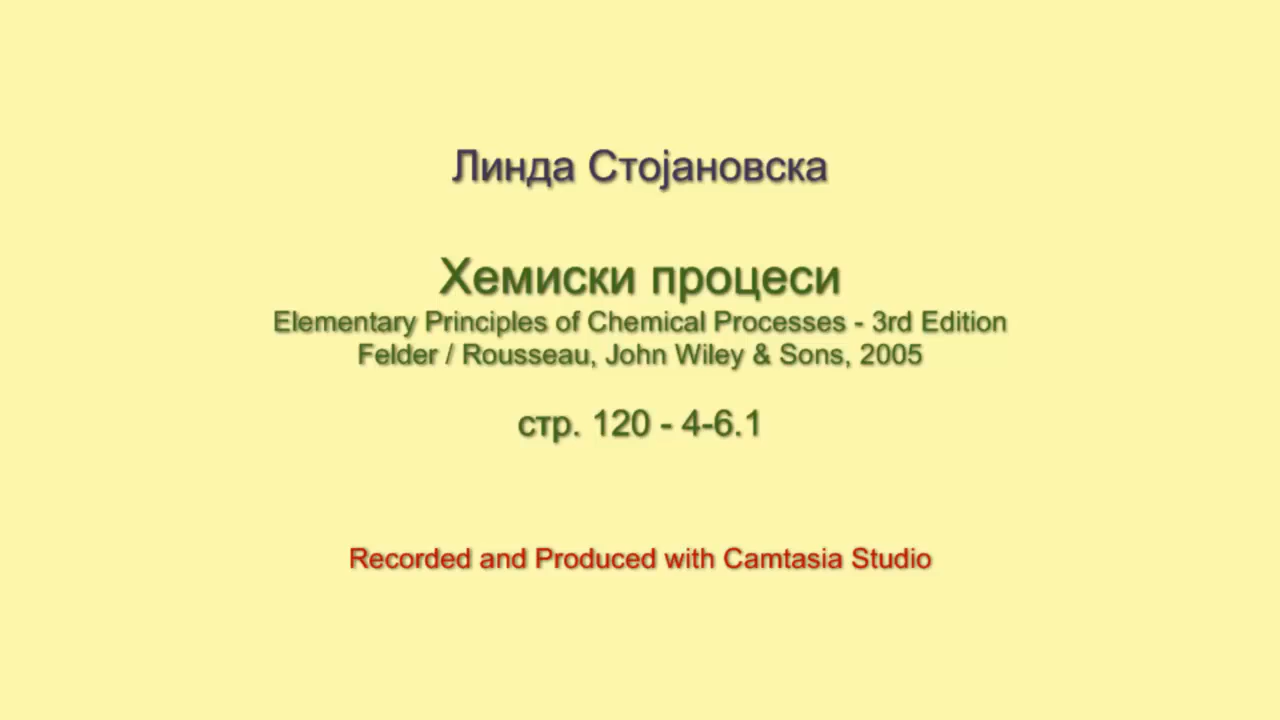 Линда Стојановска
Хемиски процеси
Elementary Principles of Chemical Processes - 3rd Edition
Felder / Rousseau, John Wiley & Sons, 2005
стр. 120 - 4-6.1
Recorded and Produced with Camtasia Studio